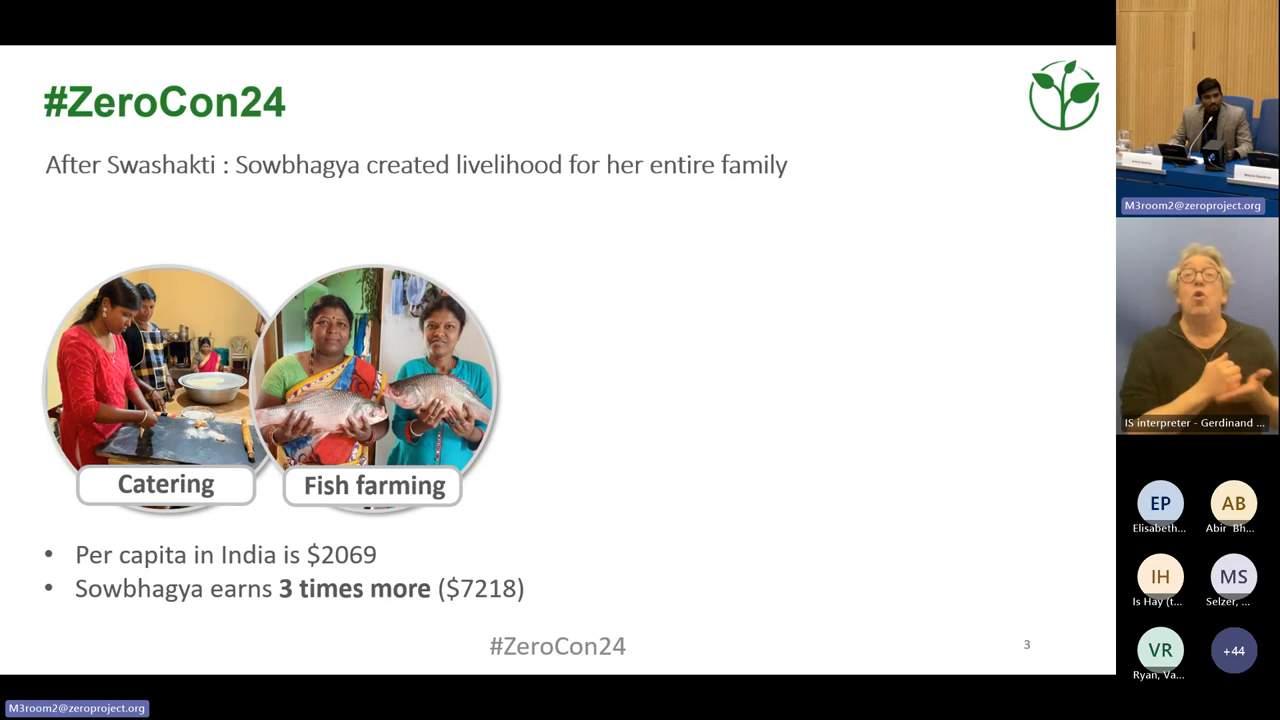 #ZeroCon24
After Swashakti : Sowbhagya created livelihood for her entire family
Catering
Fish farming
• Per capita in India is $2069
• Sowbhagya earns 3 times more ($7218)
#ZeroCon24
3
M3room2@zeroproject.org
IS interpreter - Gerdinand ...
EP
Elisabeth...
AB
Abir Bh...
IH
Is Hay (t...
MS
Selzer, ...
VR
Ryan, Va...
+44
M3room2@zeroproject.org